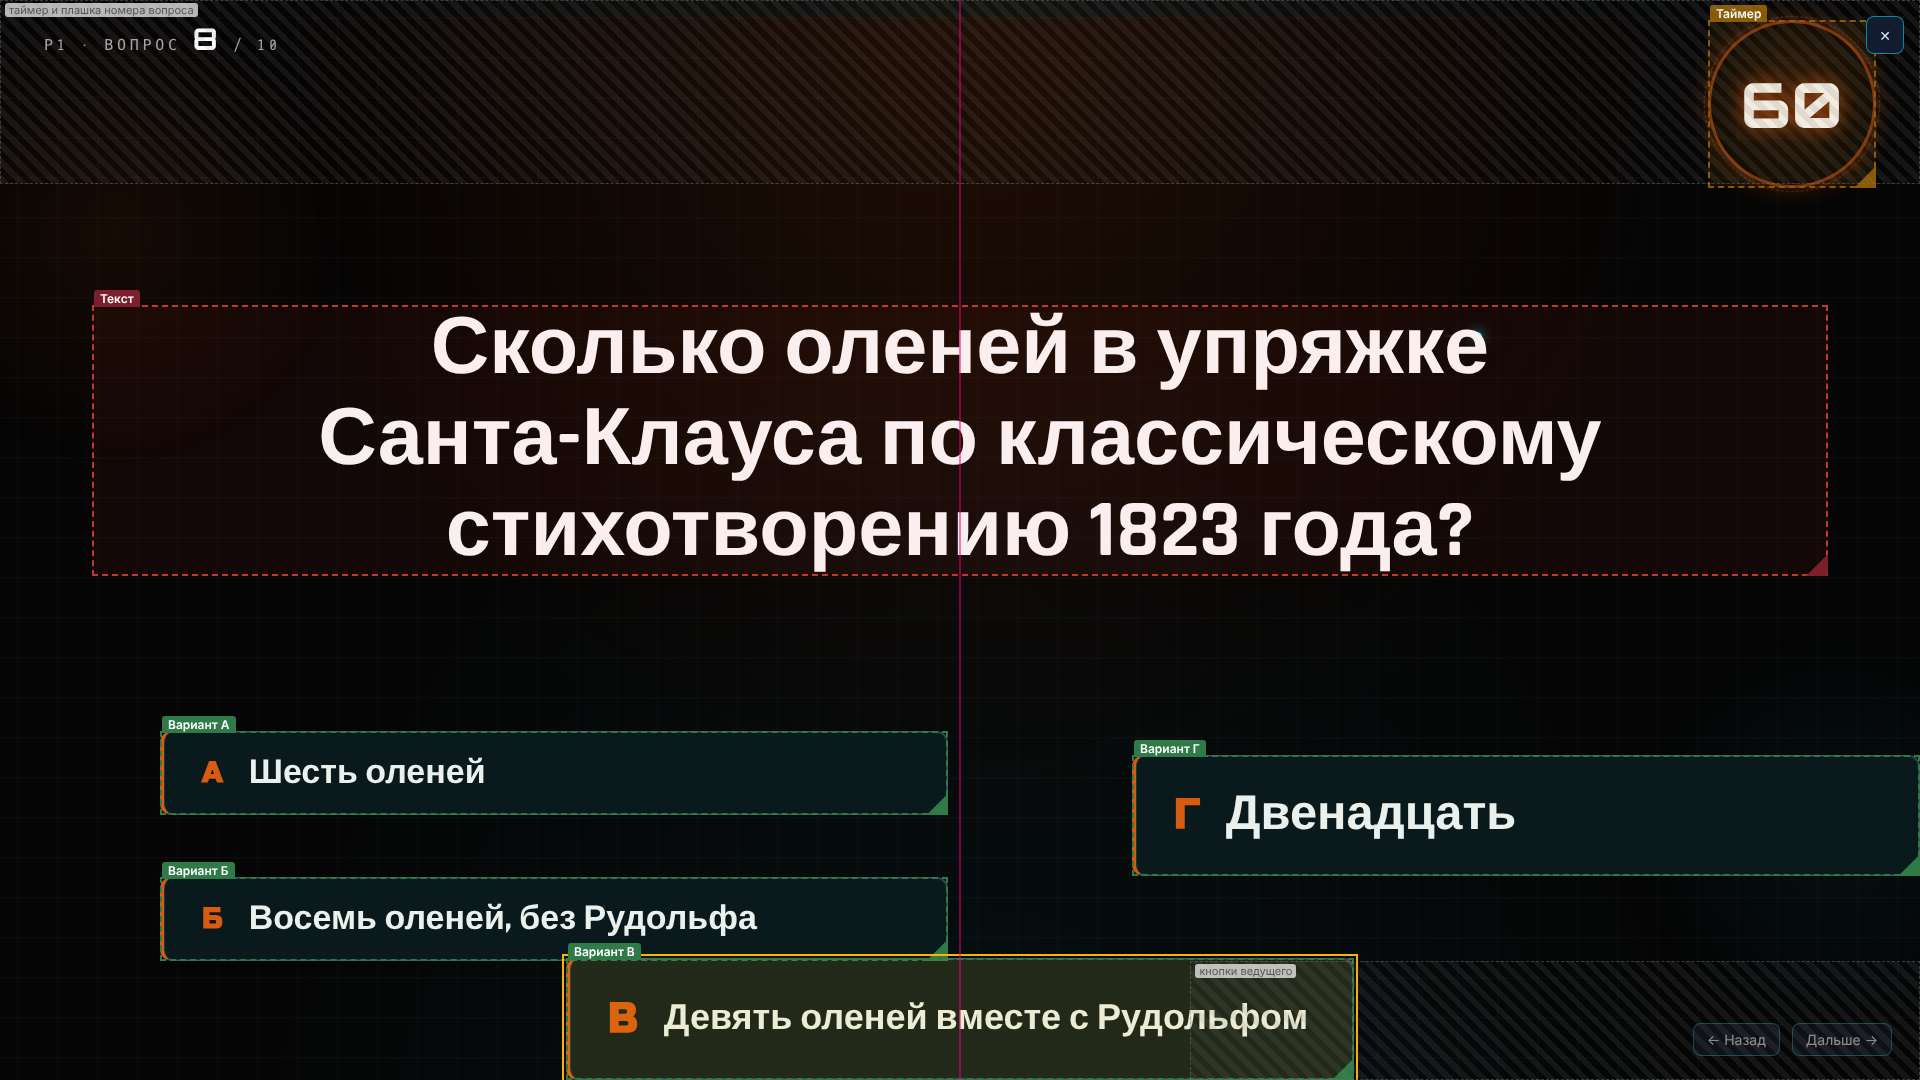 таймер и плашка номера вопроса
Р1 · ВОПРОС 8 / 10
Таймер
×
60
Текст
Сколько оленей в упряжке
Санта-Клауса по классическому
стихотворению 1823 года?
Вариант А
А Шесть оленей
Вариант Г
Г Двенадцать
Вариант Б
Б Восемь оленей, без Рудольфа
Вариант В
кнопки ведущего
В Девять оленей вместе с Рудольфом
← Назад
Дальше →